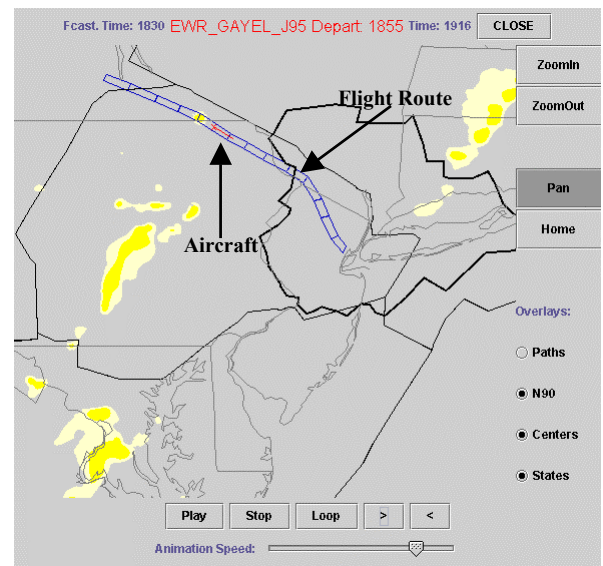 Fcast. Time: 1830 EWR_GAYEL_J95 Depart: 1855 Time: 1916 CLOSE
ZoomIn
Flight Route
ZoomOut
Pan
Home
Aircraft
Overlays:
Paths
N90
Centers
States
Play Stop Loop > <
Animation Speed: